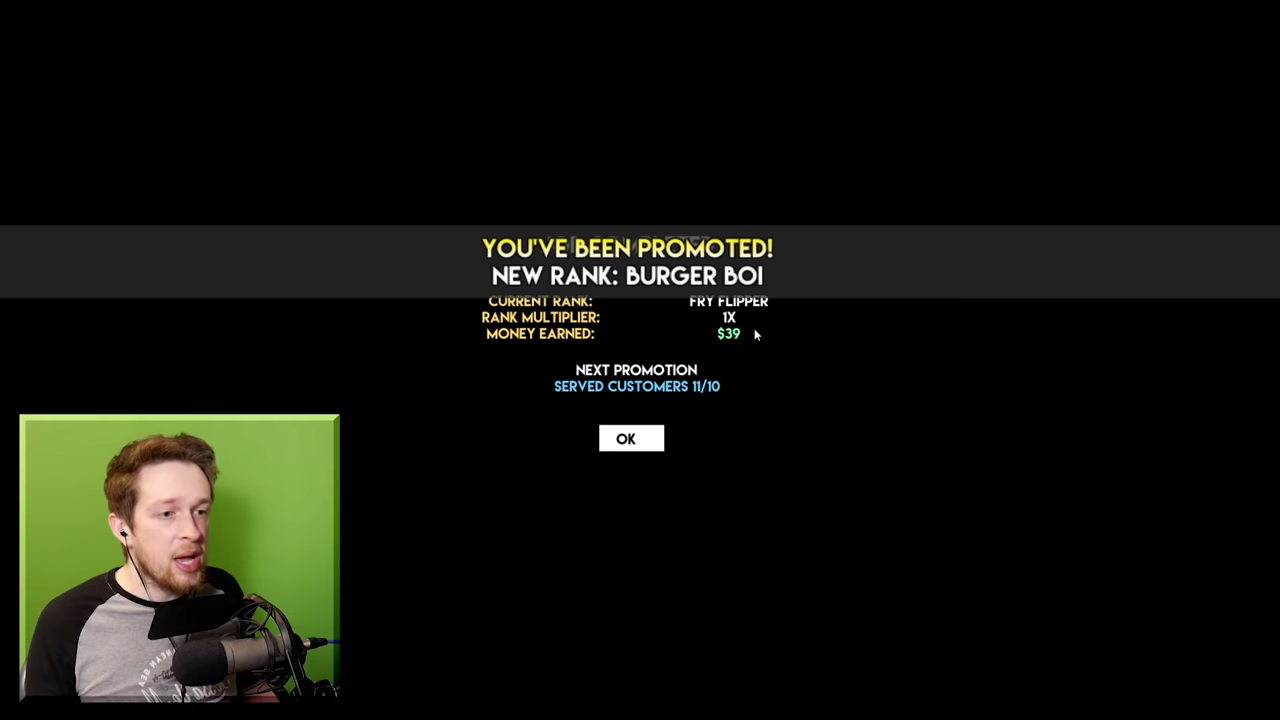 YOU'VE BEEN PROMOTED!
NEW RANK: BURGER BOI
CURRENT RANK: FRY FLIPPER
RANK MULTIPLIER: 1X
MONEY EARNED: $39
NEXT PROMOTION
SERVED CUSTOMERS 11/10
OK